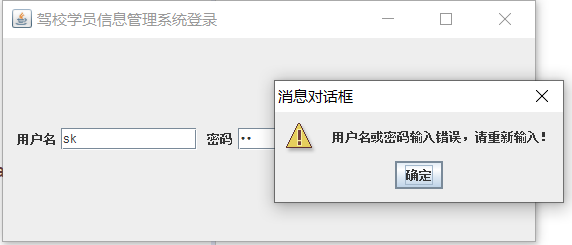 驾校学员信息管理系统登录
用户名 sk 密码 ••
消息对话框
用户名或密码输入错误，请重新输入！
确定